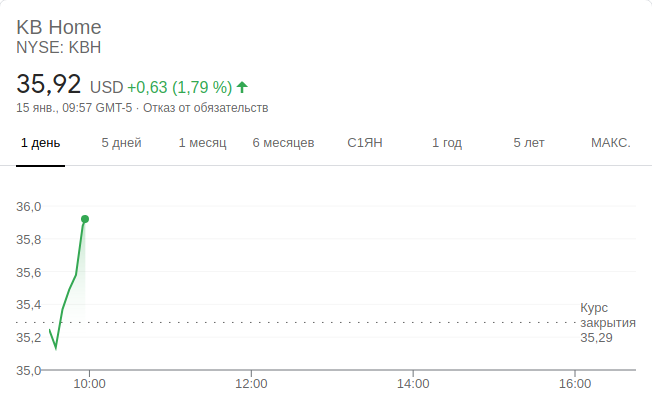 KB Home
NYSE: KBH
35,92 USD +0,63 (1,79 %)
15 янв., 09:57 GMT-5 · Отказ от обязательств
1 день 5 дней 1 месяц 6 месяцев С1ЯН 1 год 5 лет МАКС.
36,0
35,8
35,6
35,4
35,2
35,0
Курс
закрытия
35,29
10:00 12:00 14:00 16:00